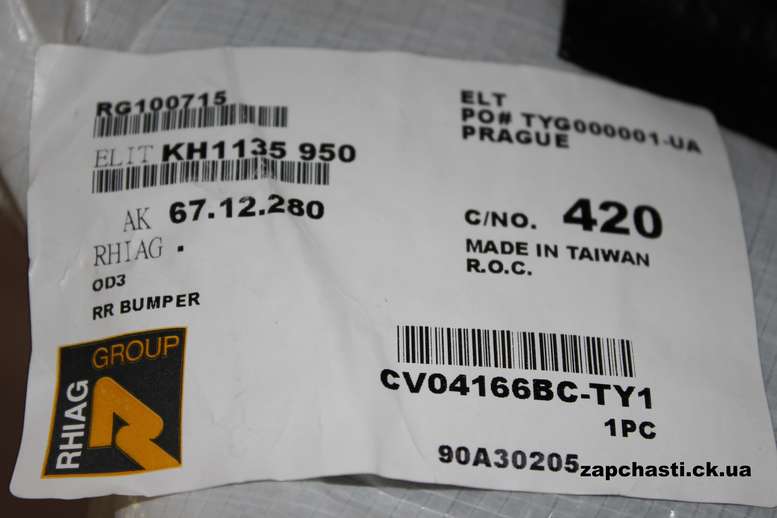 RG100715
ELIT KH1135 950
AK 67.12.280
RHIAG .
OD3
RR BUMPER
RHIAG
GROUP
ELT
PO# TYG000001-UA
PRAGUE
C/NO. 420
MADE IN TAIWAN
R.O.C.
CV04166BC-TY1
1PC
90A30205
zapchasti.ck.ua